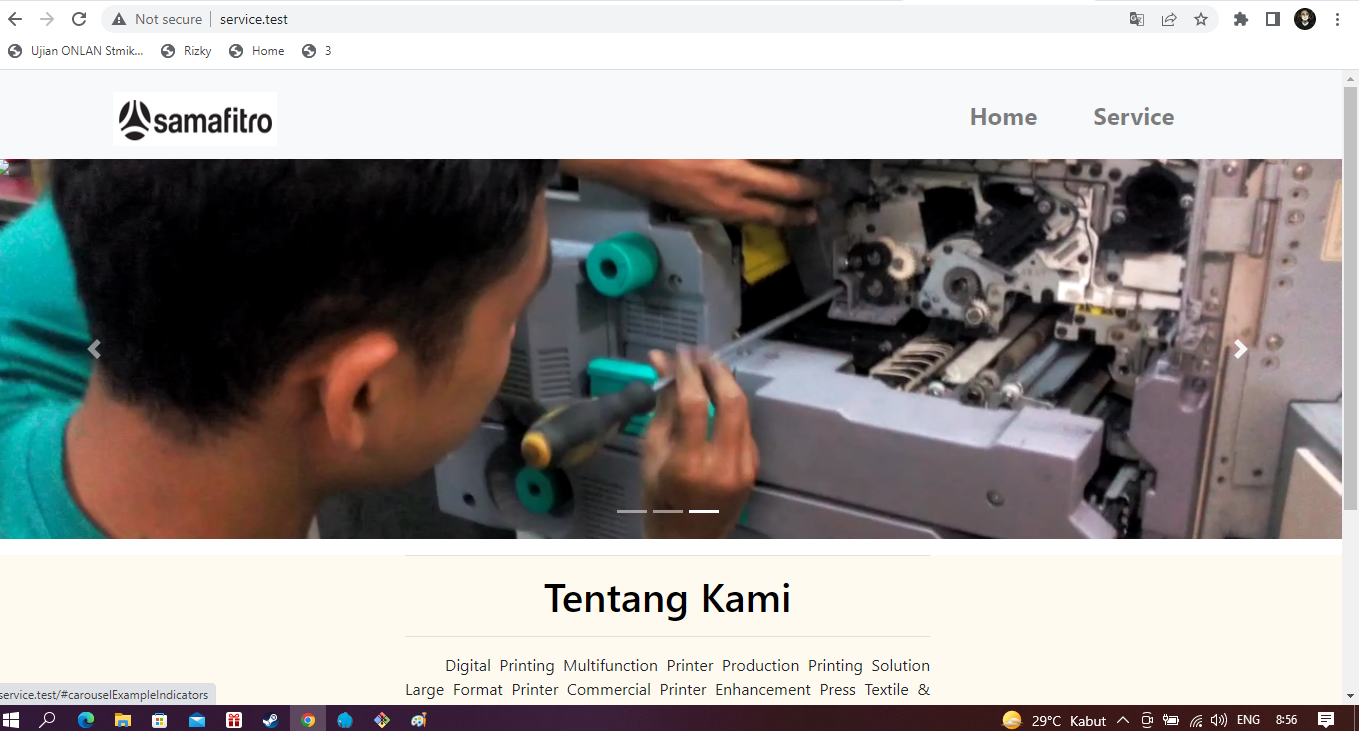 Not secure service.test
Ujian ONLAN Stmik... Rizky Home 3
samafitro Home Service
Tentang Kami
Digital Printing Multifunction Printer Production Printing Solution
Large Format Printer Commercial Printer Enhancement Press Textile &
service.test/#carouselExampleIndicators
29°C Kabut ENG 8:56